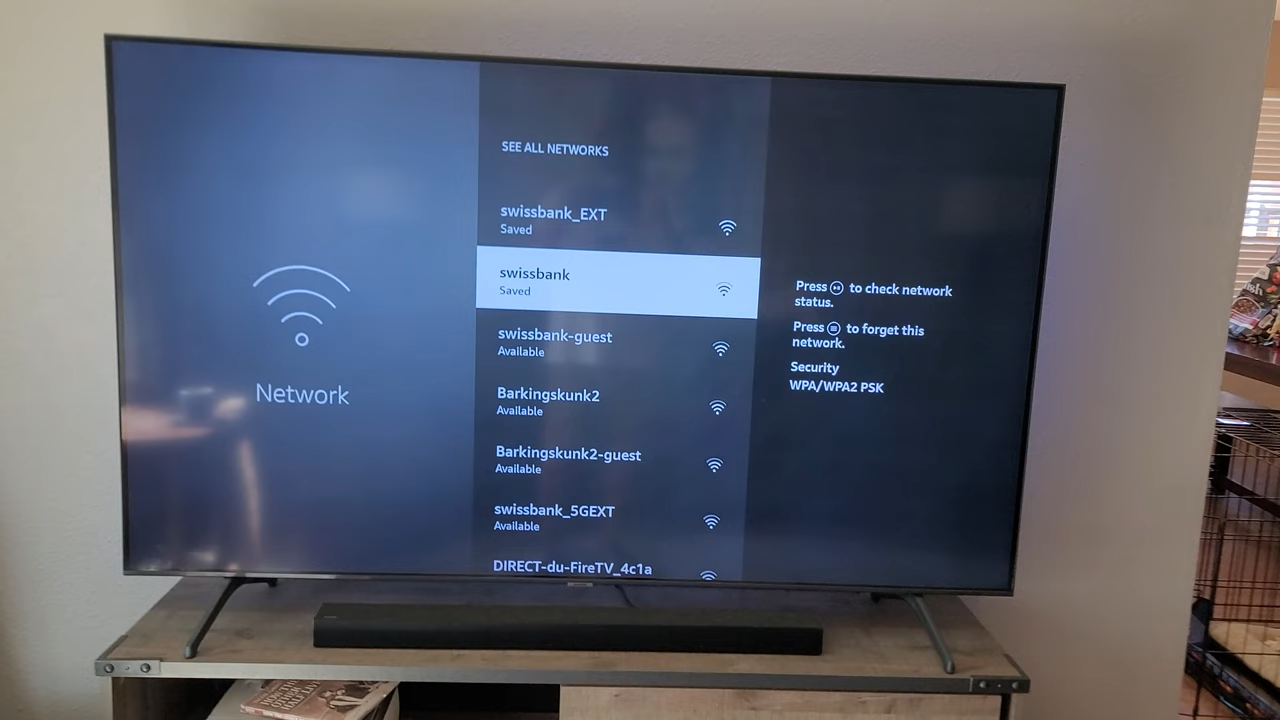 SEE ALL NETWORKS
swissbank_EXT
Saved
swissbank
Saved
swissbank-guest
Available
Barkingskunk2
Available
Barkingskunk2-guest
Available
swissbank_5GEXT
Available
DIRECT-du-FireTV_4c1a
Network
Press to check network
status.
Press to forget this
network.
Security
WPA/WPA2 PSK